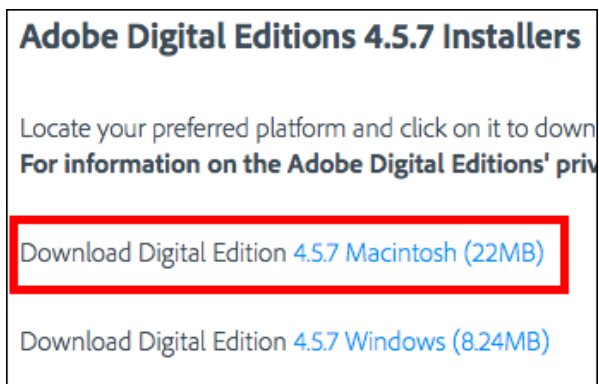 Adobe Digital Editions 4.5.7 Installers
Locate your preferred platform and click on it to down
For information on the Adobe Digital Editions' priv
Download Digital Edition 4.5.7 Macintosh (22MB)
Download Digital Edition 4.5.7 Windows (8.24MB)